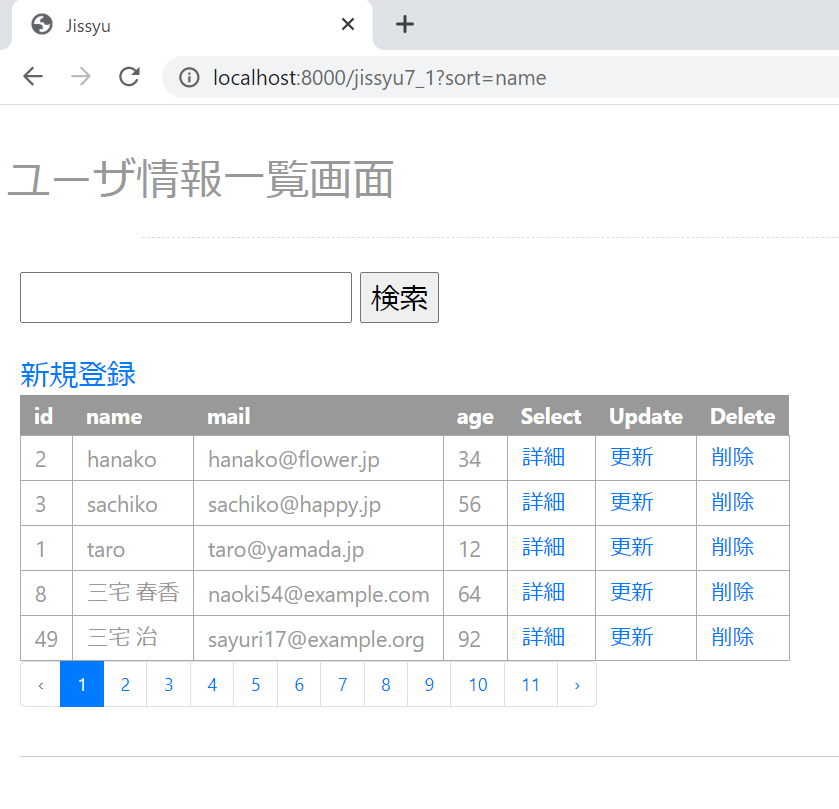 Jissyu
localhost:8000/jissyu7_1?sort=name
ユーザ情報一覧画面
検索
新規登録
id name mail age Select Update Delete
2 hanako hanako@flower.jp 34 詳細 更新 削除
3 sachiko sachiko@happy.jp 56 詳細 更新 削除
1 taro taro@yamada.jp 12 詳細 更新 削除
8 三宅 春香 naoki54@example.com 64 詳細 更新 削除
49 三宅 治 sayuri17@example.org 92 詳細 更新 削除
‹ 1 2 3 4 5 6 7 8 9 10 11 ›